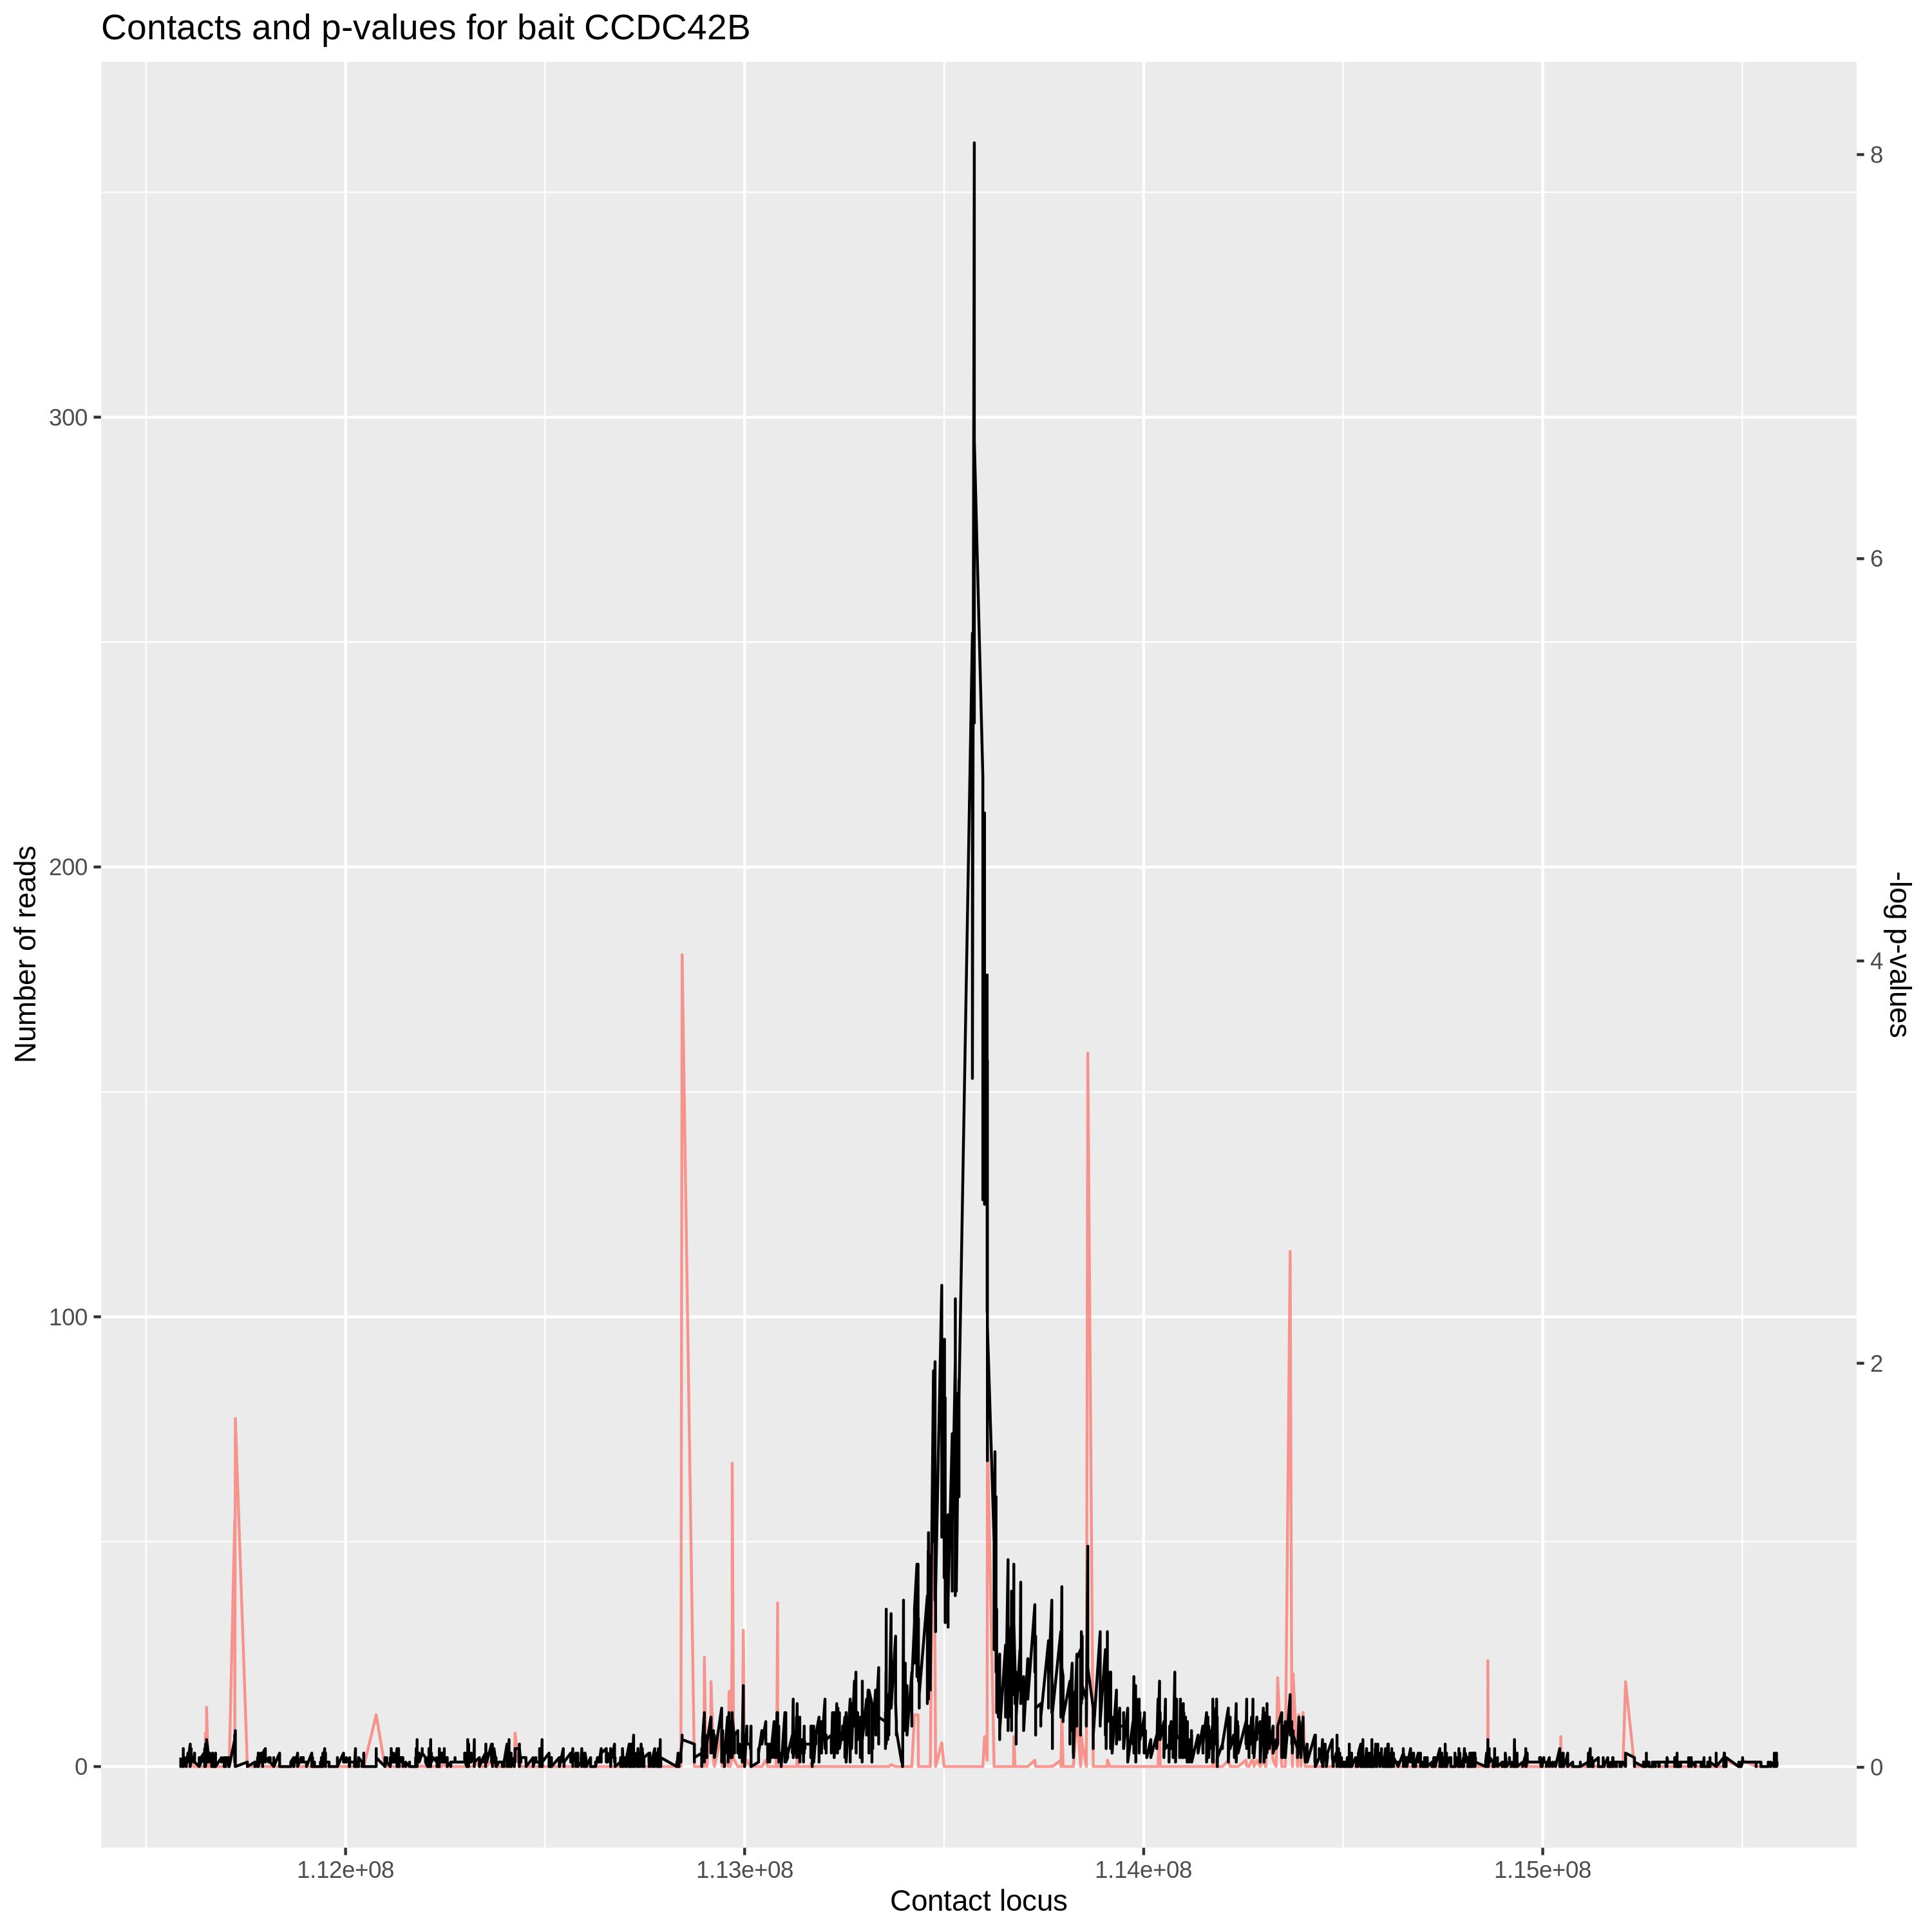 Contacts and p-values for bait CCDC42B
Number of reads
300
200
100
0
8
6
4
2
0
-log p-values
1.12e+08
1.13e+08
1.14e+08
1.15e+08
Contact locus